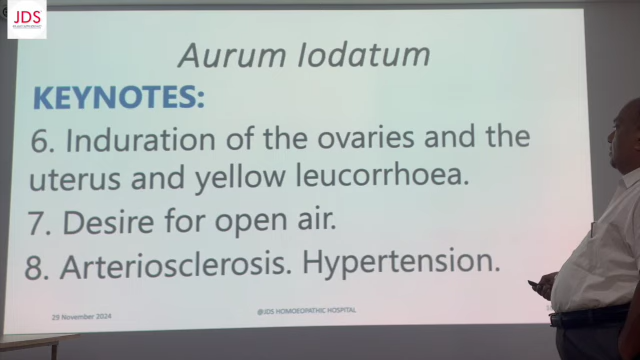 JDS
Aurum Iodatum
KEYNOTES:
6. Induration of the ovaries and the
uterus and yellow leucorrhoea.
7. Desire for open air.
8. Arteriosclerosis. Hypertension.
29 November 2024
@JDS HOMOEOPATHIC HOSPITAL